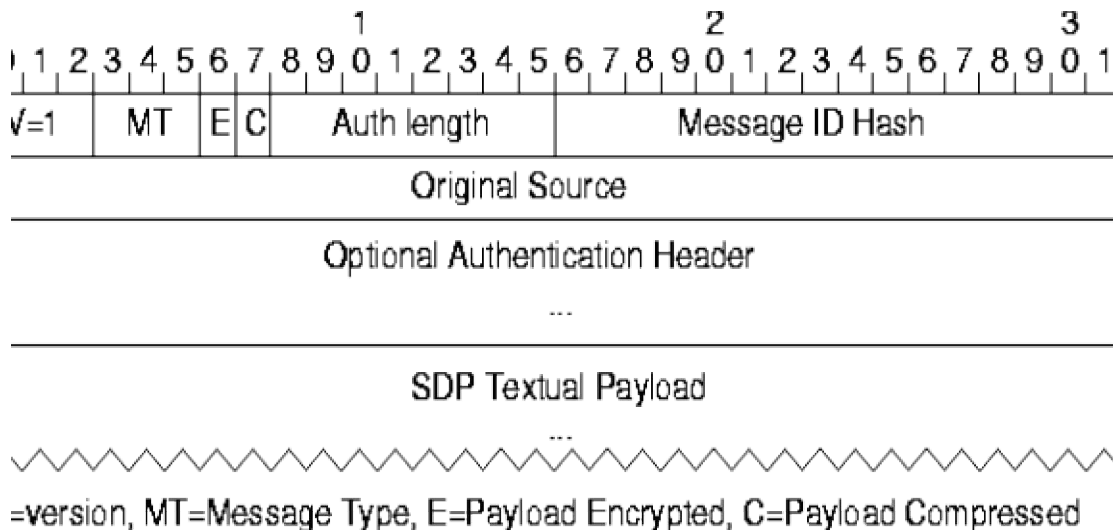 1 2 3
0 1 2 3 4 5 6 7 8 9 0 1 2 3 4 5 6 7 8 9 0 1 2 3 4 5 6 7 8 9 0 1
V=1 MT E C Auth length Message ID Hash
Original Source
Optional Authentication Header
...
SDP Textual Payload
...
=version, MT=Message Type, E=Payload Encrypted, C=Payload Compressed